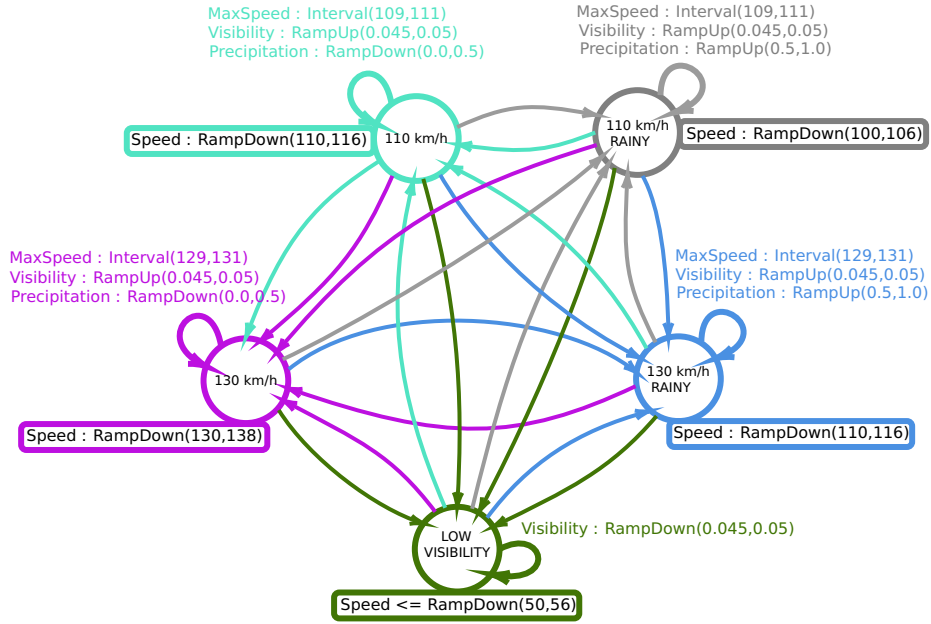 MaxSpeed : Interval(109,111)
Visibility : RampUp(0.045,0.05)
Precipitation : RampDown(0.0,0.5)
MaxSpeed : Interval(109,111)
Visibility : RampUp(0.045,0.05)
Precipitation : RampUp(0.5,1.0)
Speed : RampDown(110,116)
110 km/h
110 km/h
RAINY
Speed : RampDown(100,106)
MaxSpeed : Interval(129,131)
Visibility : RampUp(0.045,0.05)
Precipitation : RampDown(0.0,0.5)
MaxSpeed : Interval(129,131)
Visibility : RampUp(0.045,0.05)
Precipitation : RampUp(0.5,1.0)
130 km/h
130 km/h
RAINY
Speed : RampDown(130,138)
Speed : RampDown(110,116)
LOW
VISIBILITY
Visibility : RampDown(0.045,0.05)
Speed <= RampDown(50,56)